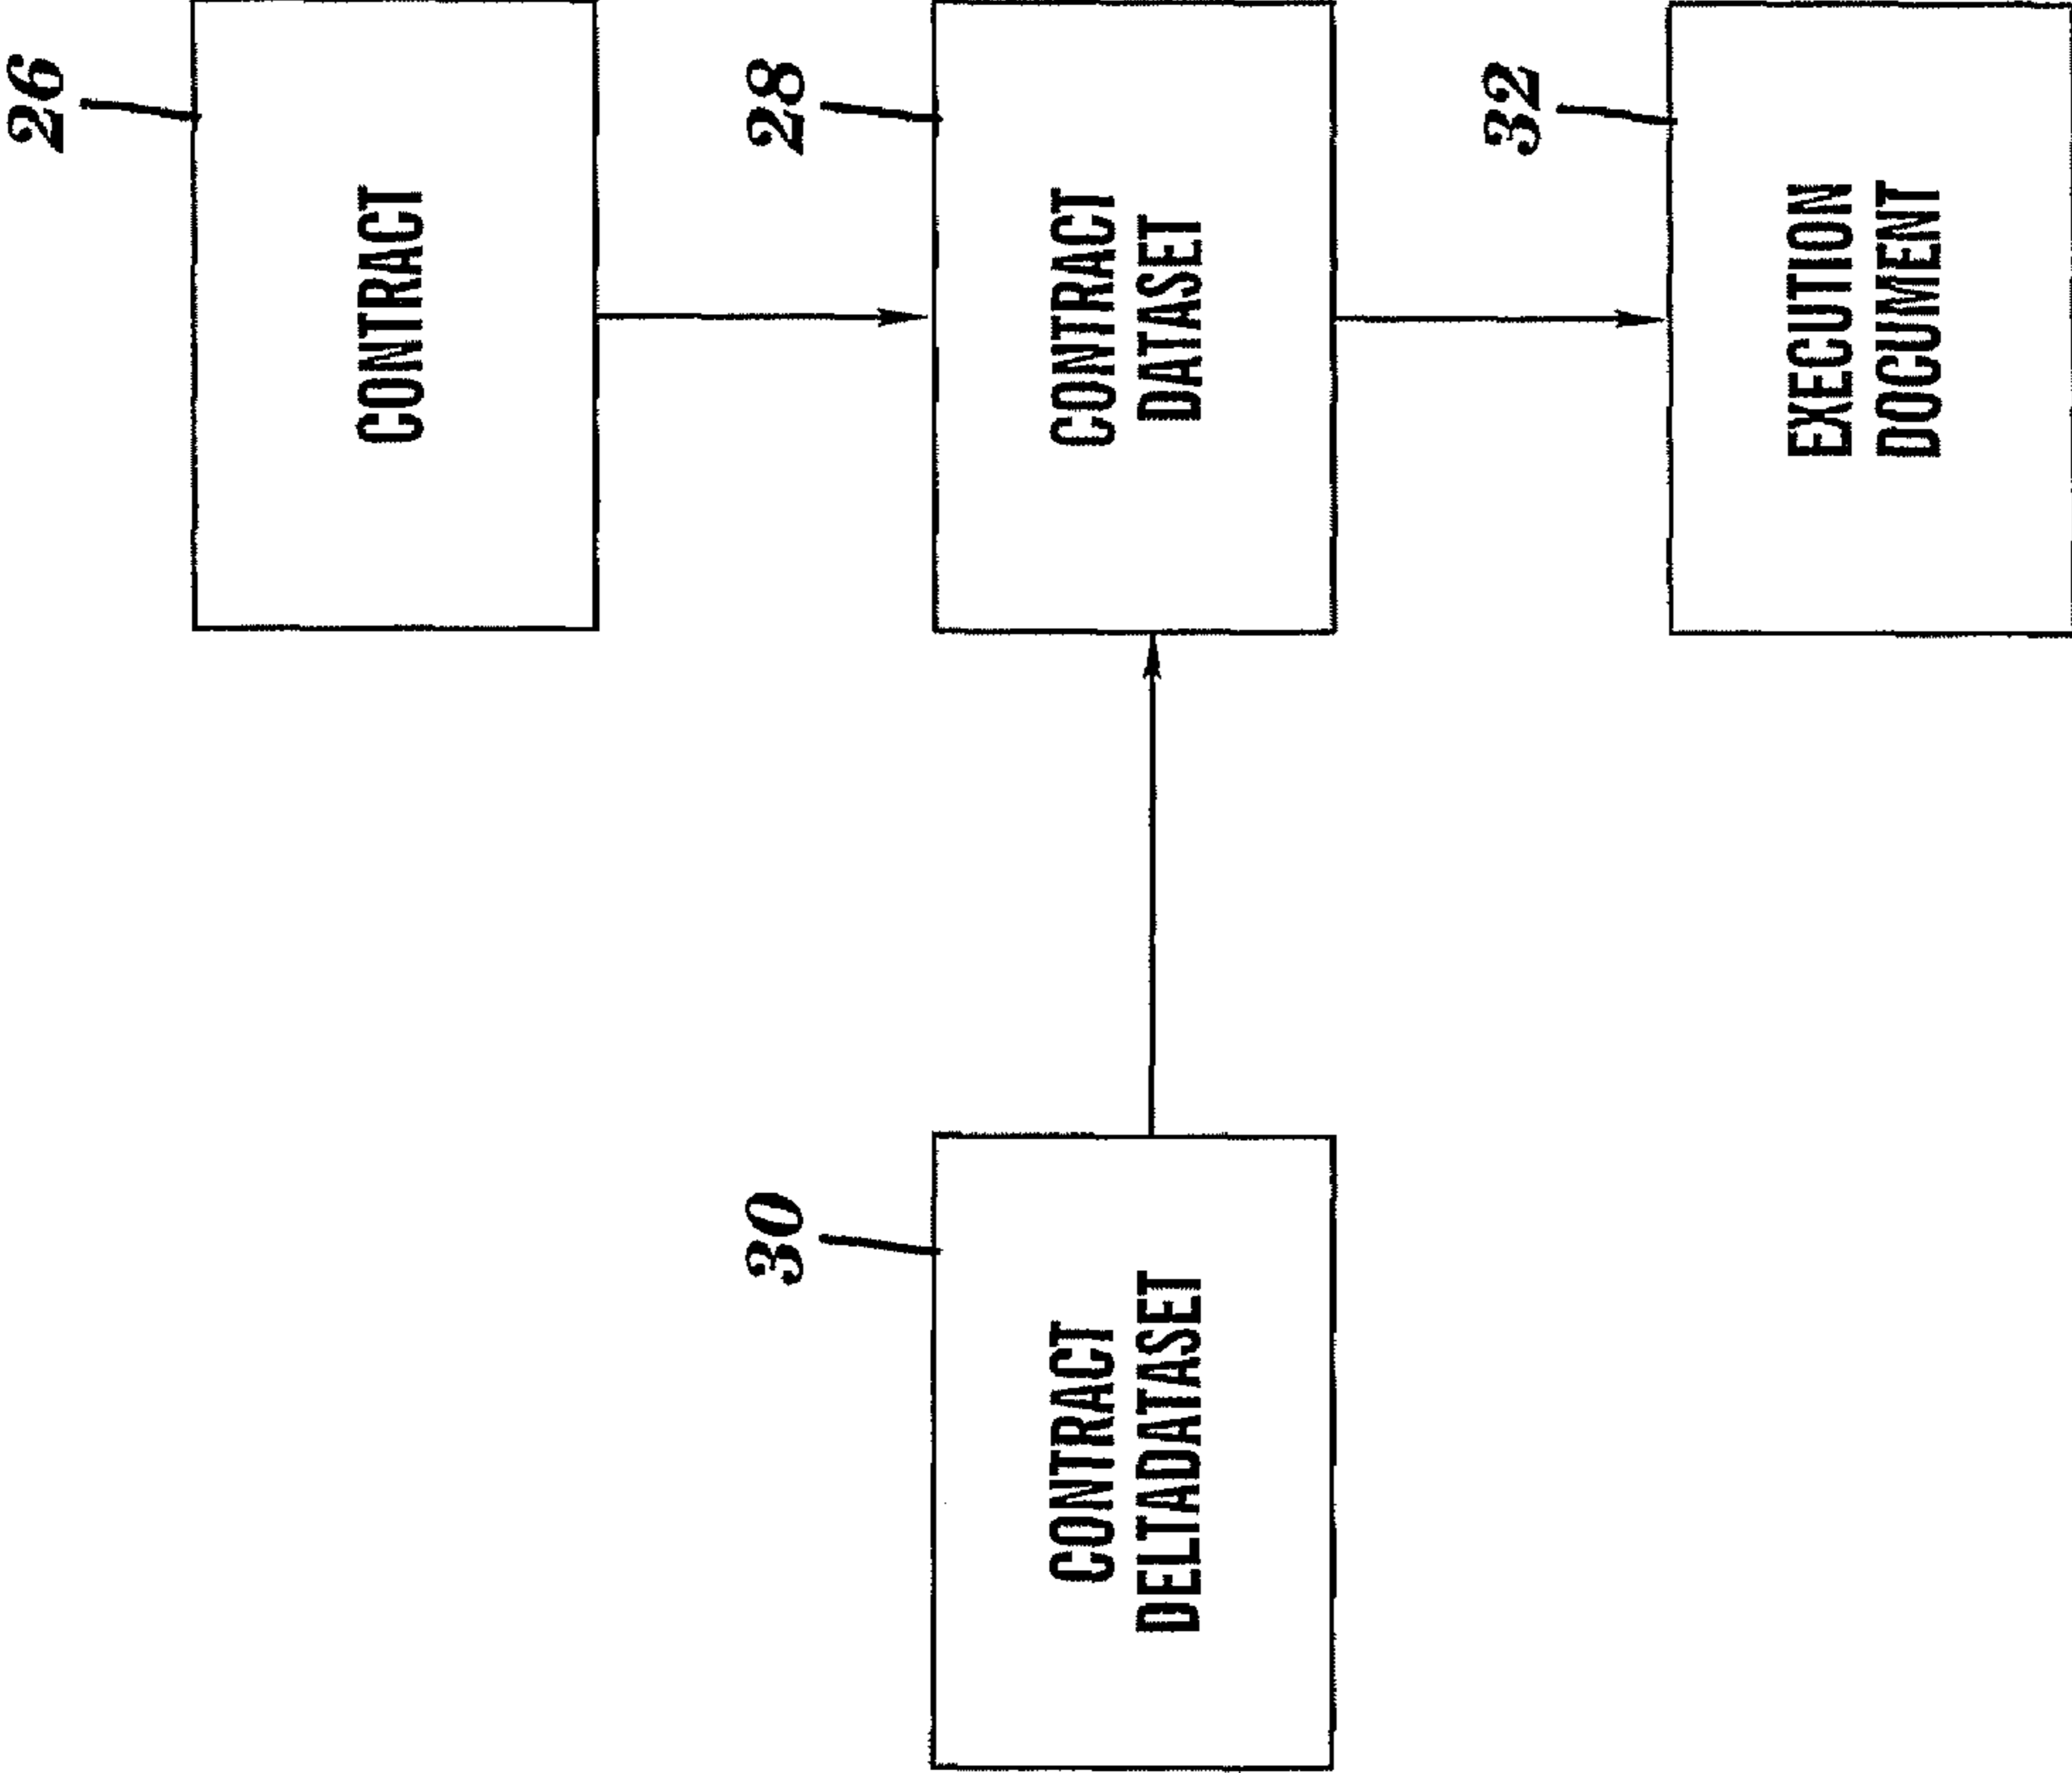 26
CONTRACT
28
CONTRACT
DATASET
32
EXECUTION
DOCUMENT
30
CONTRACT
DELTADATASET